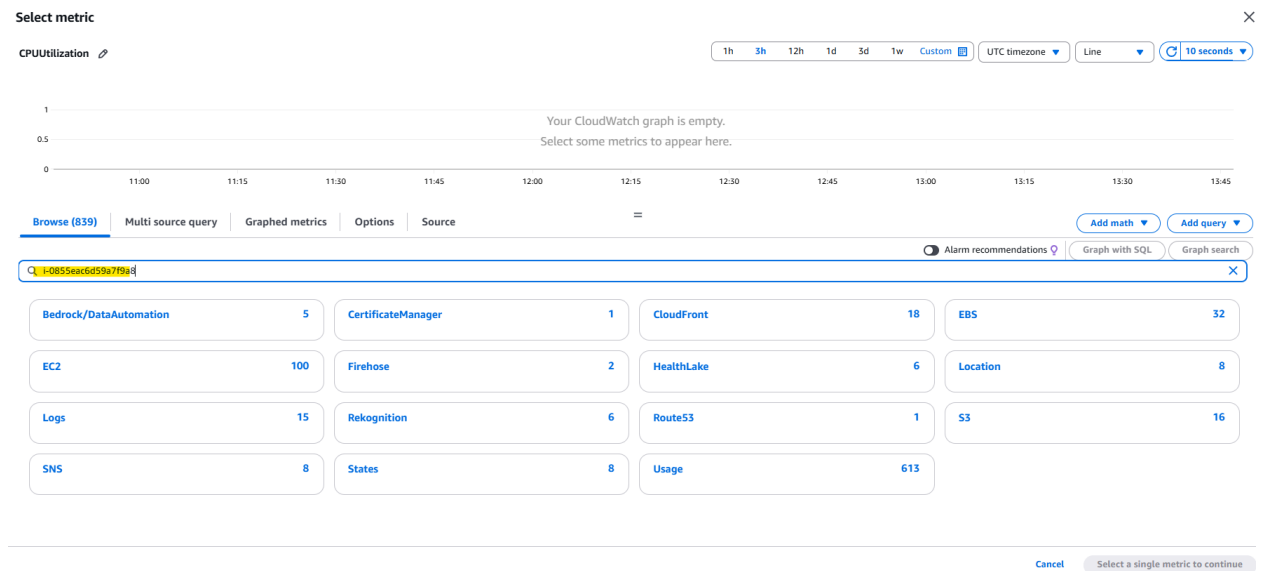 Select metric
CPUUtilization
1h 3h 12h 1d 3d 1w Custom UTC timezone Line 10 seconds
1
0.5
0
Your CloudWatch graph is empty.
Select some metrics to appear here.
11:00 11:15 11:30 11:45 12:00 12:15 12:30 12:45 13:00 13:15 13:30 13:45
Browse (839) Multi source query Graphed metrics Options Source Add math Add query
Alarm recommendations Graph with SQL Graph search
i-0855eac6d59a7f9a8
Bedrock/DataAutomation 5 CertificateManager 1 CloudFront 18 EBS 32
EC2 100 Firehose 2 HealthLake 6 Location 8
Logs 15 Rekognition 6 Route53 1 S3 16
SNS 8 States 8 Usage 613
Cancel Select a single metric to continue